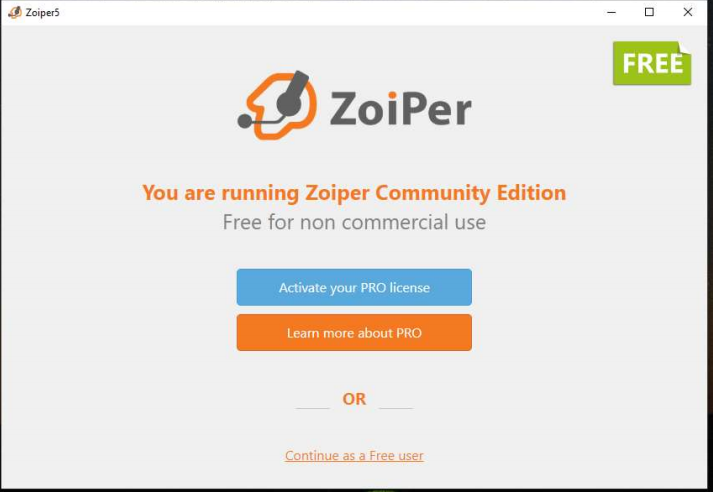 Zoiper5
FREE
ZoiPer
You are running Zoiper Community Edition
Free for non commercial use
Activate your PRO license
Learn more about PRO
OR
Continue as a Free user